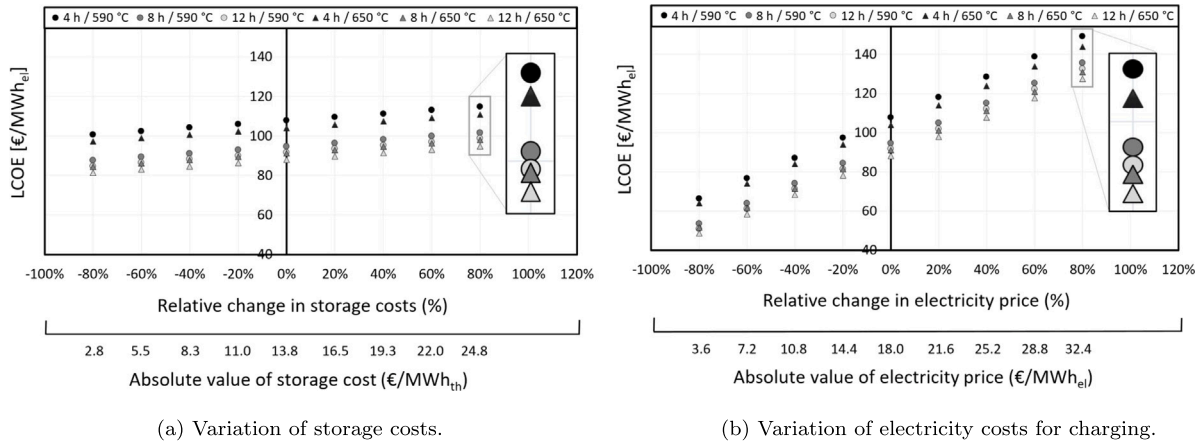 4 h / 590 °C 8 h / 590 °C 12 h / 590 °C 4 h / 650 °C 8 h / 650 °C 12 h / 650 °C
LCOE [€/MWhel]
140
120
100
80
60
40
-100% -80% -60% -40% -20% 0% 20% 40% 60% 80% 100% 120%
Relative change in storage costs (%)
2.8 5.5 8.3 11.0 13.8 16.5 19.3 22.0 24.8
Absolute value of storage cost (€/MWhth)
(a) Variation of storage costs.
4 h / 590 °C 8 h / 590 °C 12 h / 590 °C 4 h / 650 °C 8 h / 650 °C 12 h / 650 °C
LCOE [€/MWhel]
140
120
100
80
60
40
-100% -80% -60% -40% -20% 0% 20% 40% 60% 80% 100% 120%
Relative change in electricity price (%)
3.6 7.2 10.8 14.4 18.0 21.6 25.2 28.8 32.4
Absolute value of electricity price (€/MWhel)
(b) Variation of electricity costs for charging.